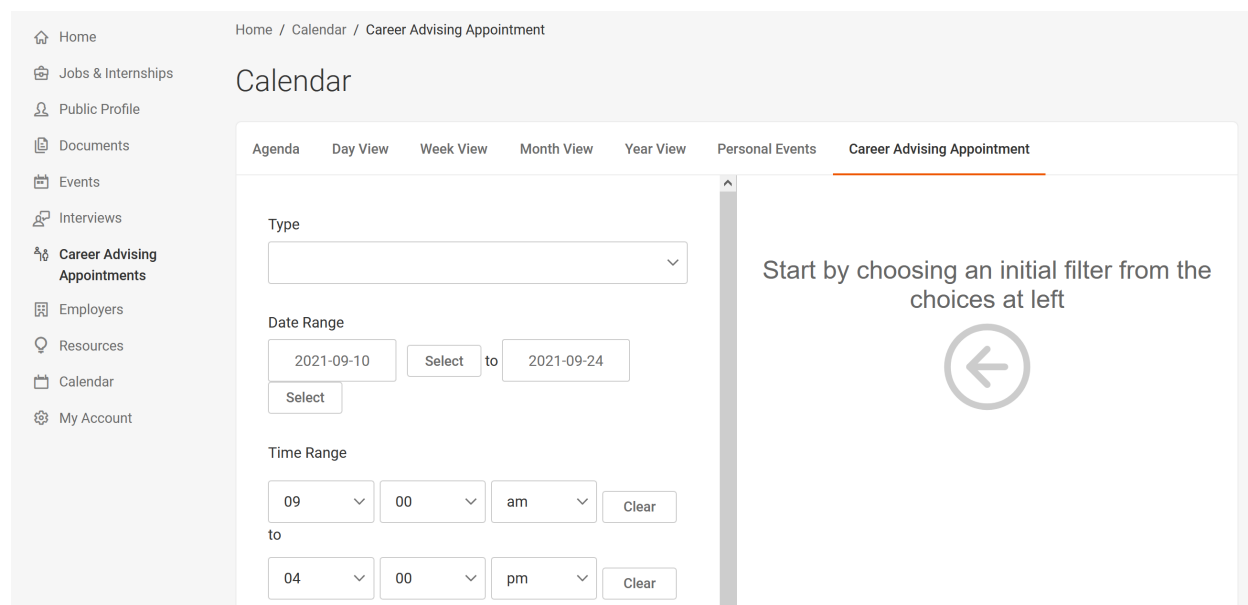 Home
Jobs & Internships
Public Profile
Documents
Events
Interviews
Career Advising
Appointments
Employers
Resources
Calendar
My Account
Home / Calendar / Career Advising Appointment
Calendar
Agenda Day View Week View Month View Year View Personal Events Career Advising Appointment
Type
Date Range
2021-09-10 Select to 2021-09-24
Select
Time Range
09 00 am Clear
to
04 00 pm Clear
Start by choosing an initial filter from the
choices at left